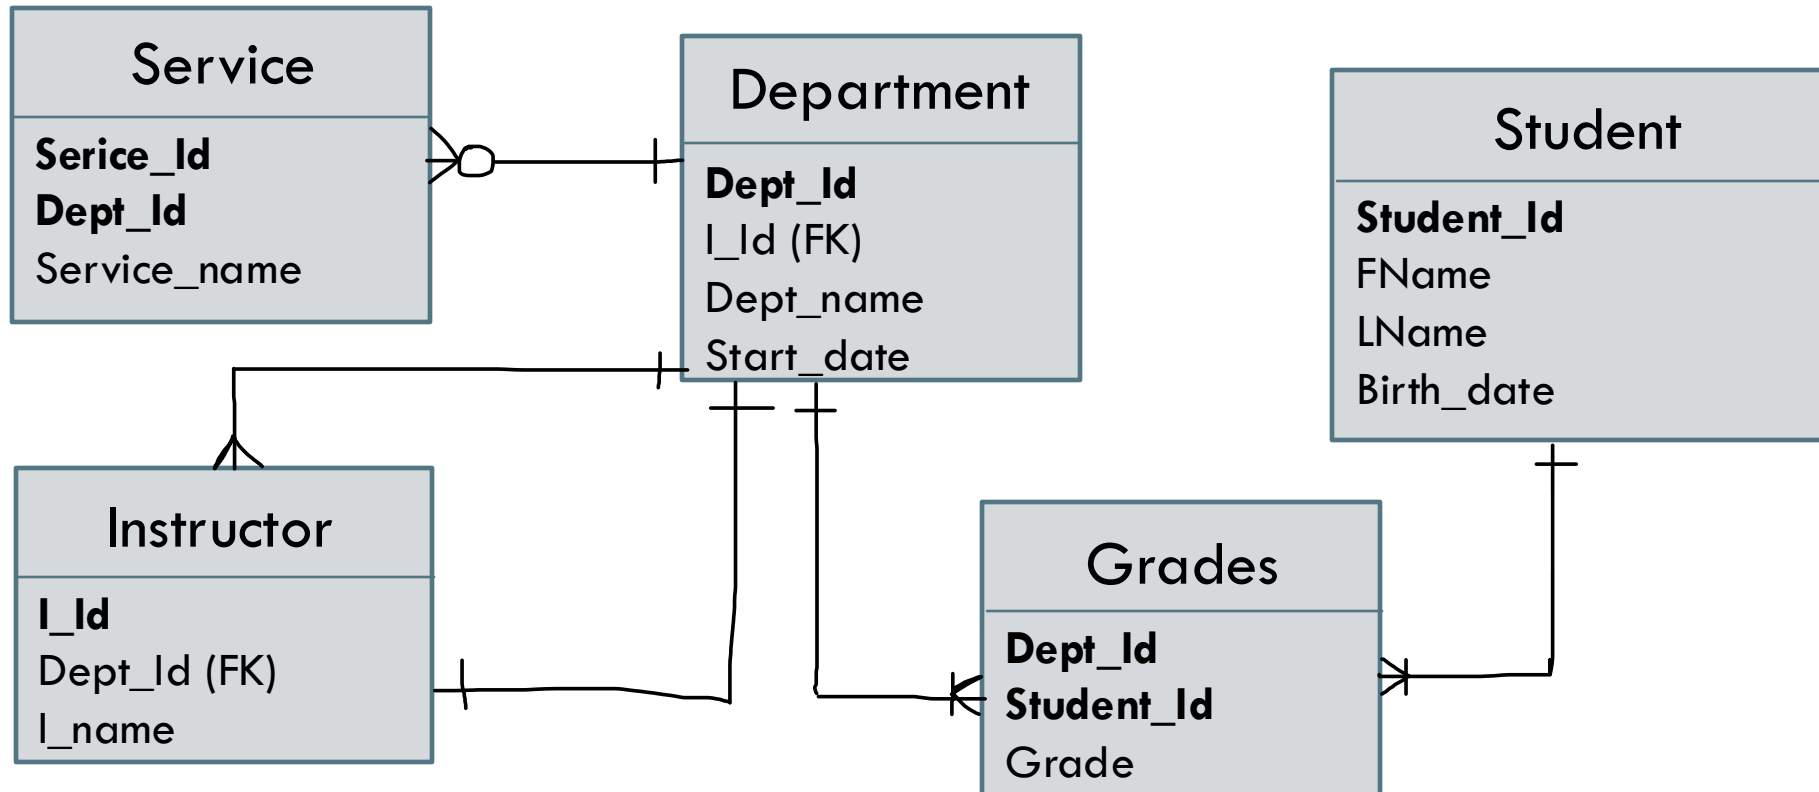 Service
Serice_Id
Dept_Id
Service_name
Department
Dept_Id
I_Id (FK)
Dept_name
Start_date
Student
Student_Id
FName
LName
Birth_date
Instructor
I_Id
Dept_Id (FK)
I_name
Grades
Dept_Id
Student_Id
Grade